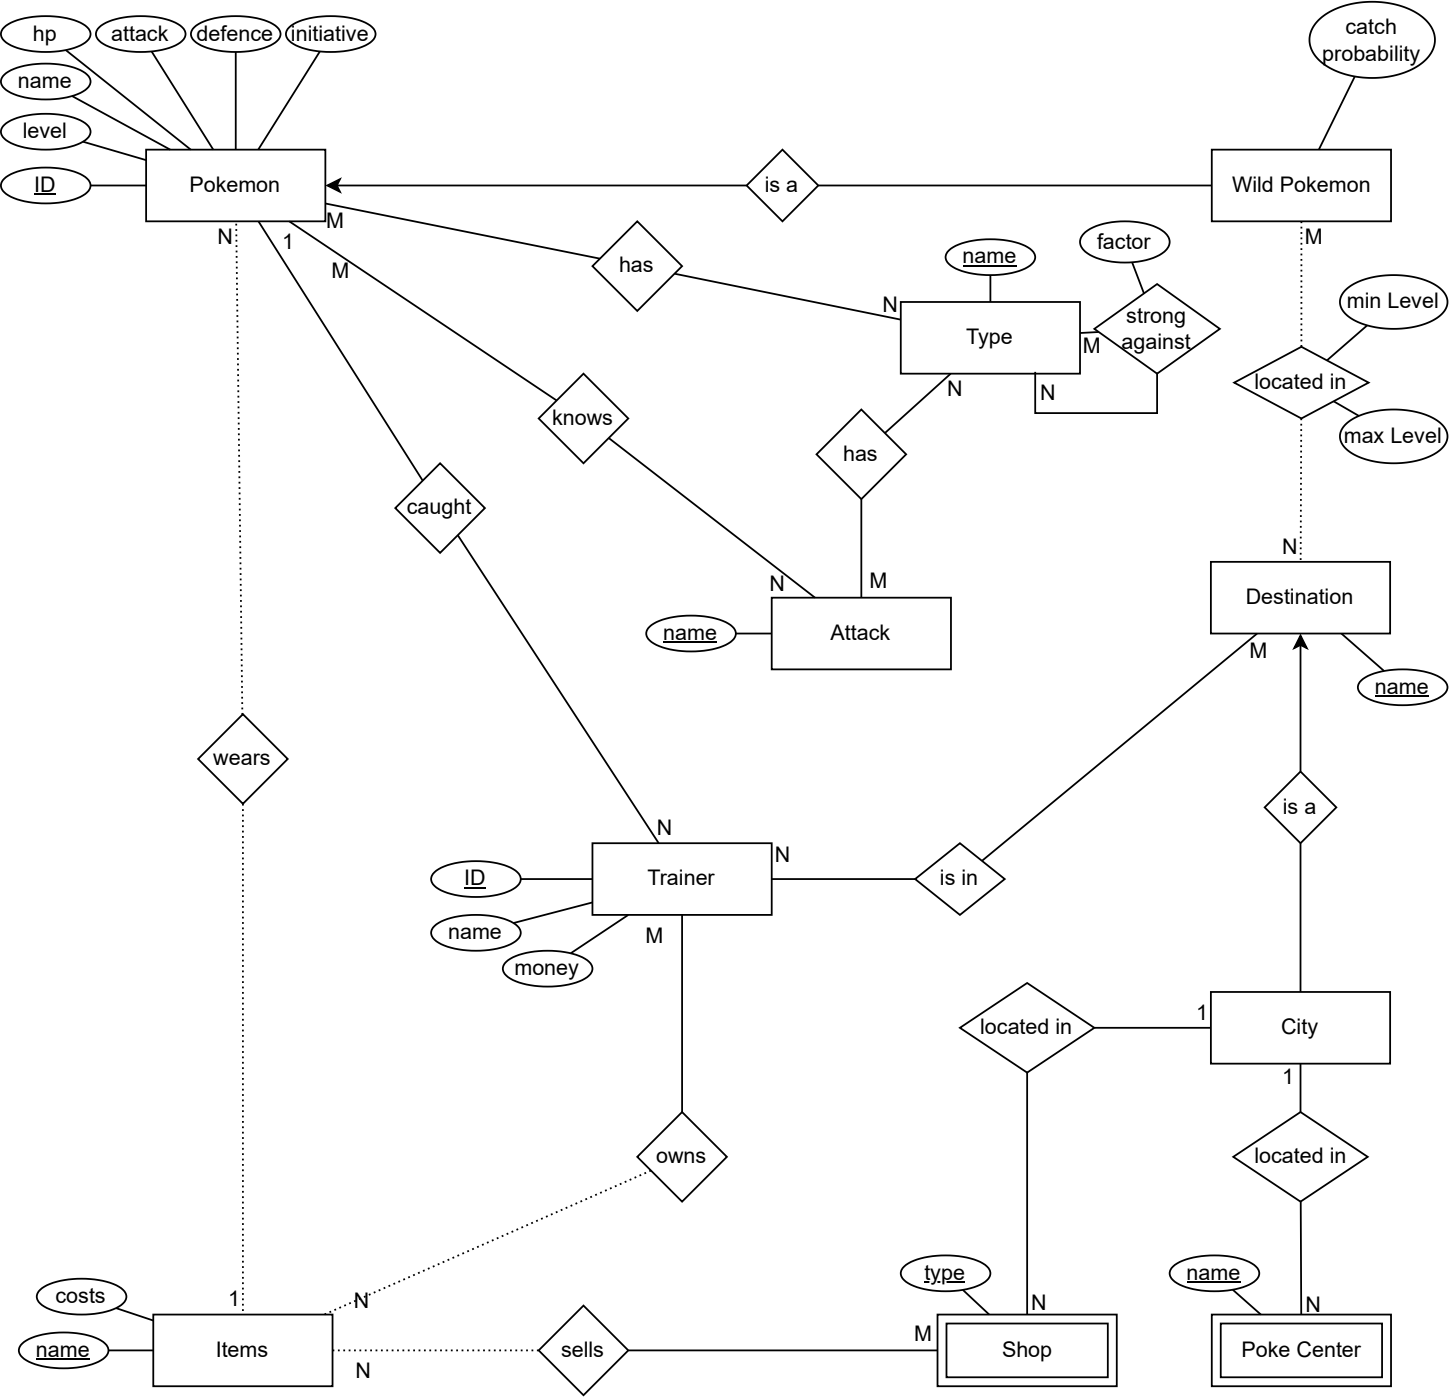 hp
attack
defence
initiative
catch
probability
name
level
ID
Pokemon
is a
Wild Pokemon
M
N
1
M
M
has
name
factor
min Level
N
Type
strong
against
M
located in
N
N
max Level
knows
has
caught
N
N
M
Destination
name
Attack
M
name
wears
is a
N
N
ID
Trainer
is in
name
M
money
located in
1
City
1
owns
located in
costs
1
N
type
N
name
N
name
Items
N
sells
M
Shop
Poke Center